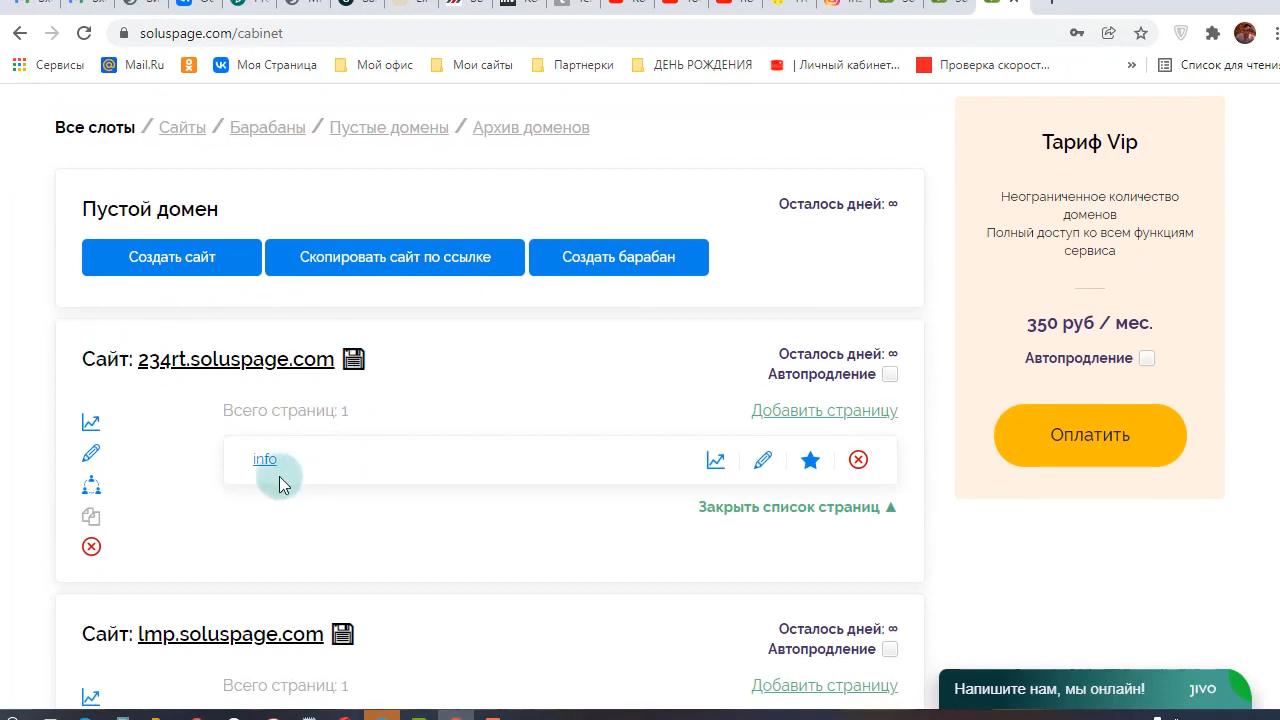 soluspage.com/cabinet
Сервисы
Mail.Ru
Моя Страница
Мой офис
Мои сайты
Партнерки
ДЕНЬ РОЖДЕНИЯ
| Личный кабинет...
Проверка скорост...
»
Список для чтени
Все слоты / Сайты / Барабаны / Пустые домены / Архив доменов
Пустой домен
Осталось дней: ∞
Создать сайт
Скопировать сайт по ссылке
Создать барабан
Сайт: 234rt.soluspage.com
Осталось дней: ∞
Автопродление
Всего страниц: 1
Добавить страницу
info
Закрыть список страниц ▲
Сайт: lmp.soluspage.com
Осталось дней: ∞
Автопродление
Всего страниц: 1
Добавить страницу
Тариф Vip
Неограниченное количество
доменов
Полный доступ ко всем функциям
сервиса
350 руб / мес.
Автопродление
Оплатить
Напишите нам, мы онлайн!
JIVO